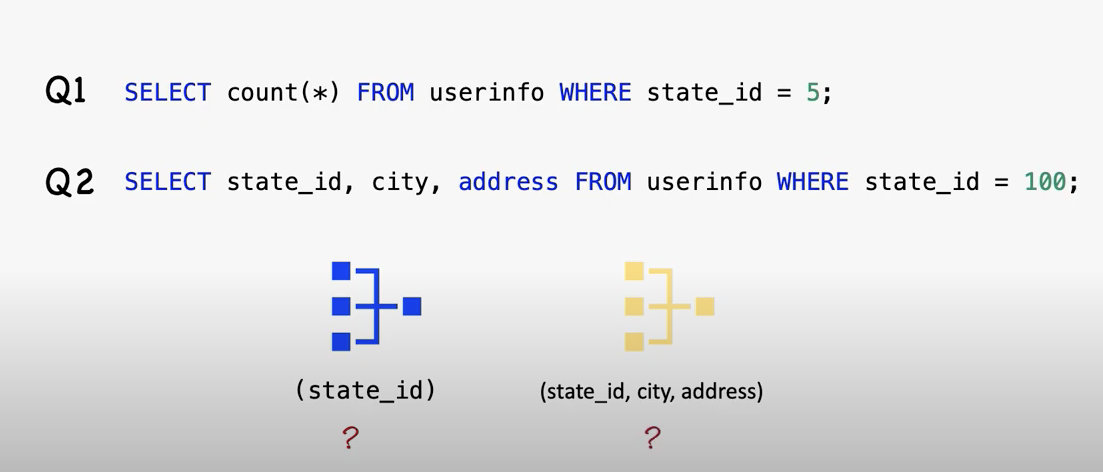 Q1 SELECT count(*) FROM userinfo WHERE state_id = 5;
Q2 SELECT state_id, city, address FROM userinfo WHERE state_id = 100;
(state_id) (state_id, city, address)
? ?